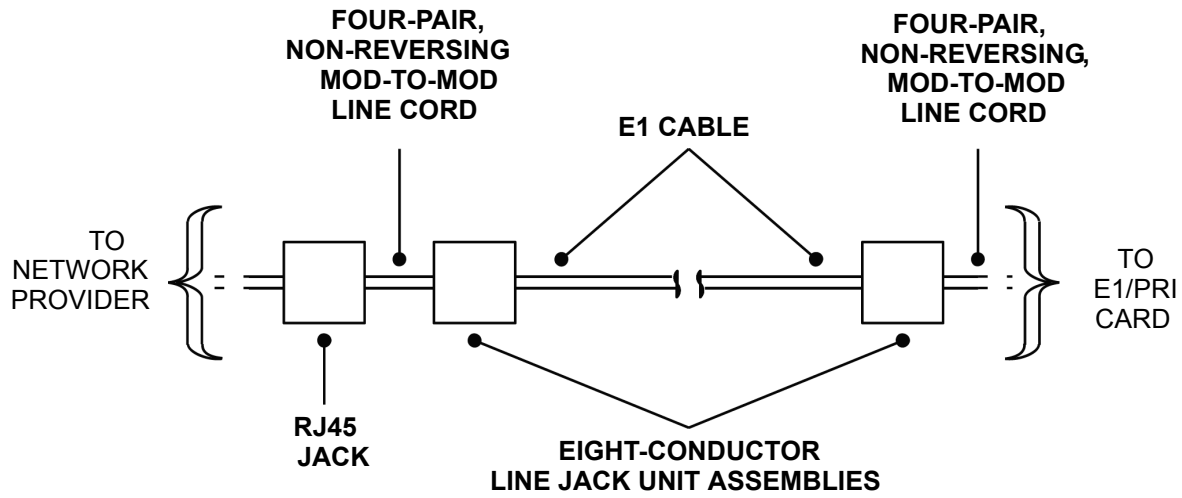 FOUR-PAIR,
NON-REVERSING
MOD-TO-MOD
LINE CORD
FOUR-PAIR,
NON-REVERSING,
MOD-TO-MOD
LINE CORD
E1 CABLE
TO
NETWORK
PROVIDER
TO
E1/PRI
CARD
RJ45
JACK
EIGHT-CONDUCTOR
LINE JACK UNIT ASSEMBLIES